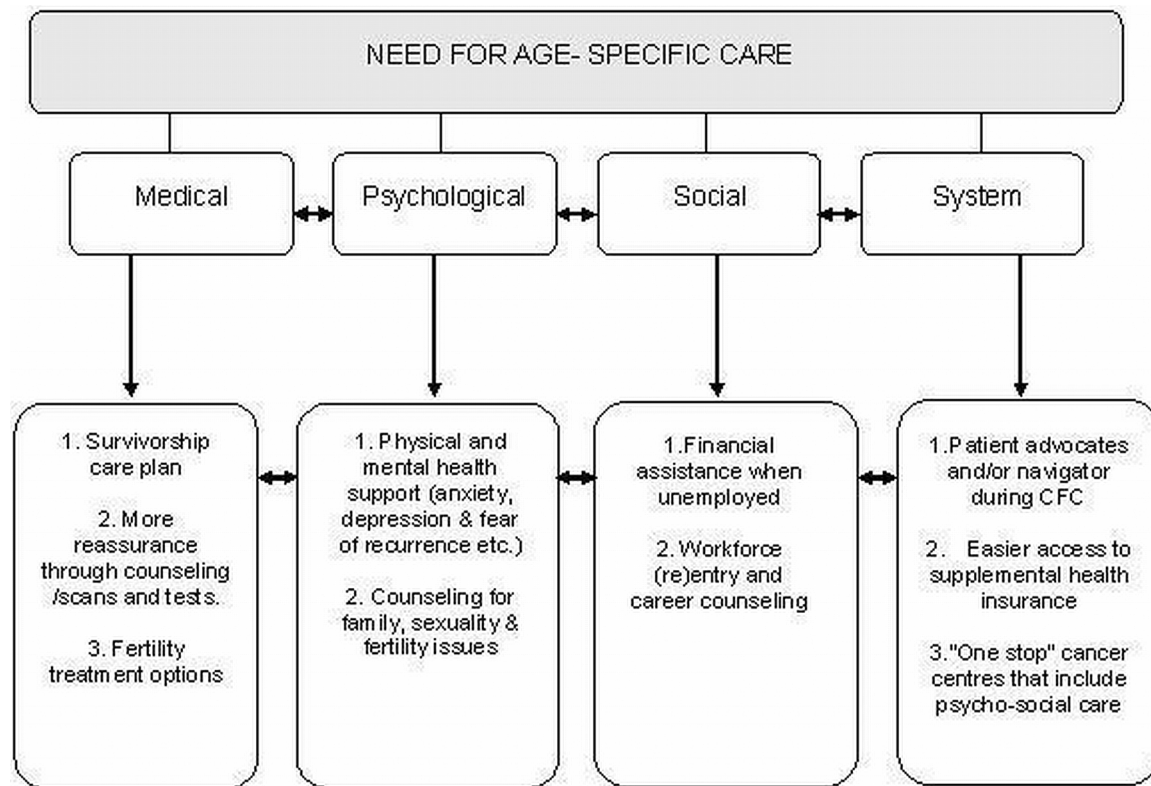 NEED FOR AGE- SPECIFIC CARE
Medical
Psychological
Social
System
1. Survivorship
care plan
2. More
reassurance
through counseling
/scans and tests.
3. Fertility
treatment options
1. Physical and
mental health
support (anxiety,
depression & fear
of recurrence etc.)
2. Counseling for
family, sexuality &
fertility issues
1.Financial
assistance when
unemployed
2. Workforce
(re)entry and
career counseling
1.Patient advocates
and/or navigator
during CFC
2. Easier access to
supplemental health
insurance
3."One stop" cancer
centres that include
psycho-social care